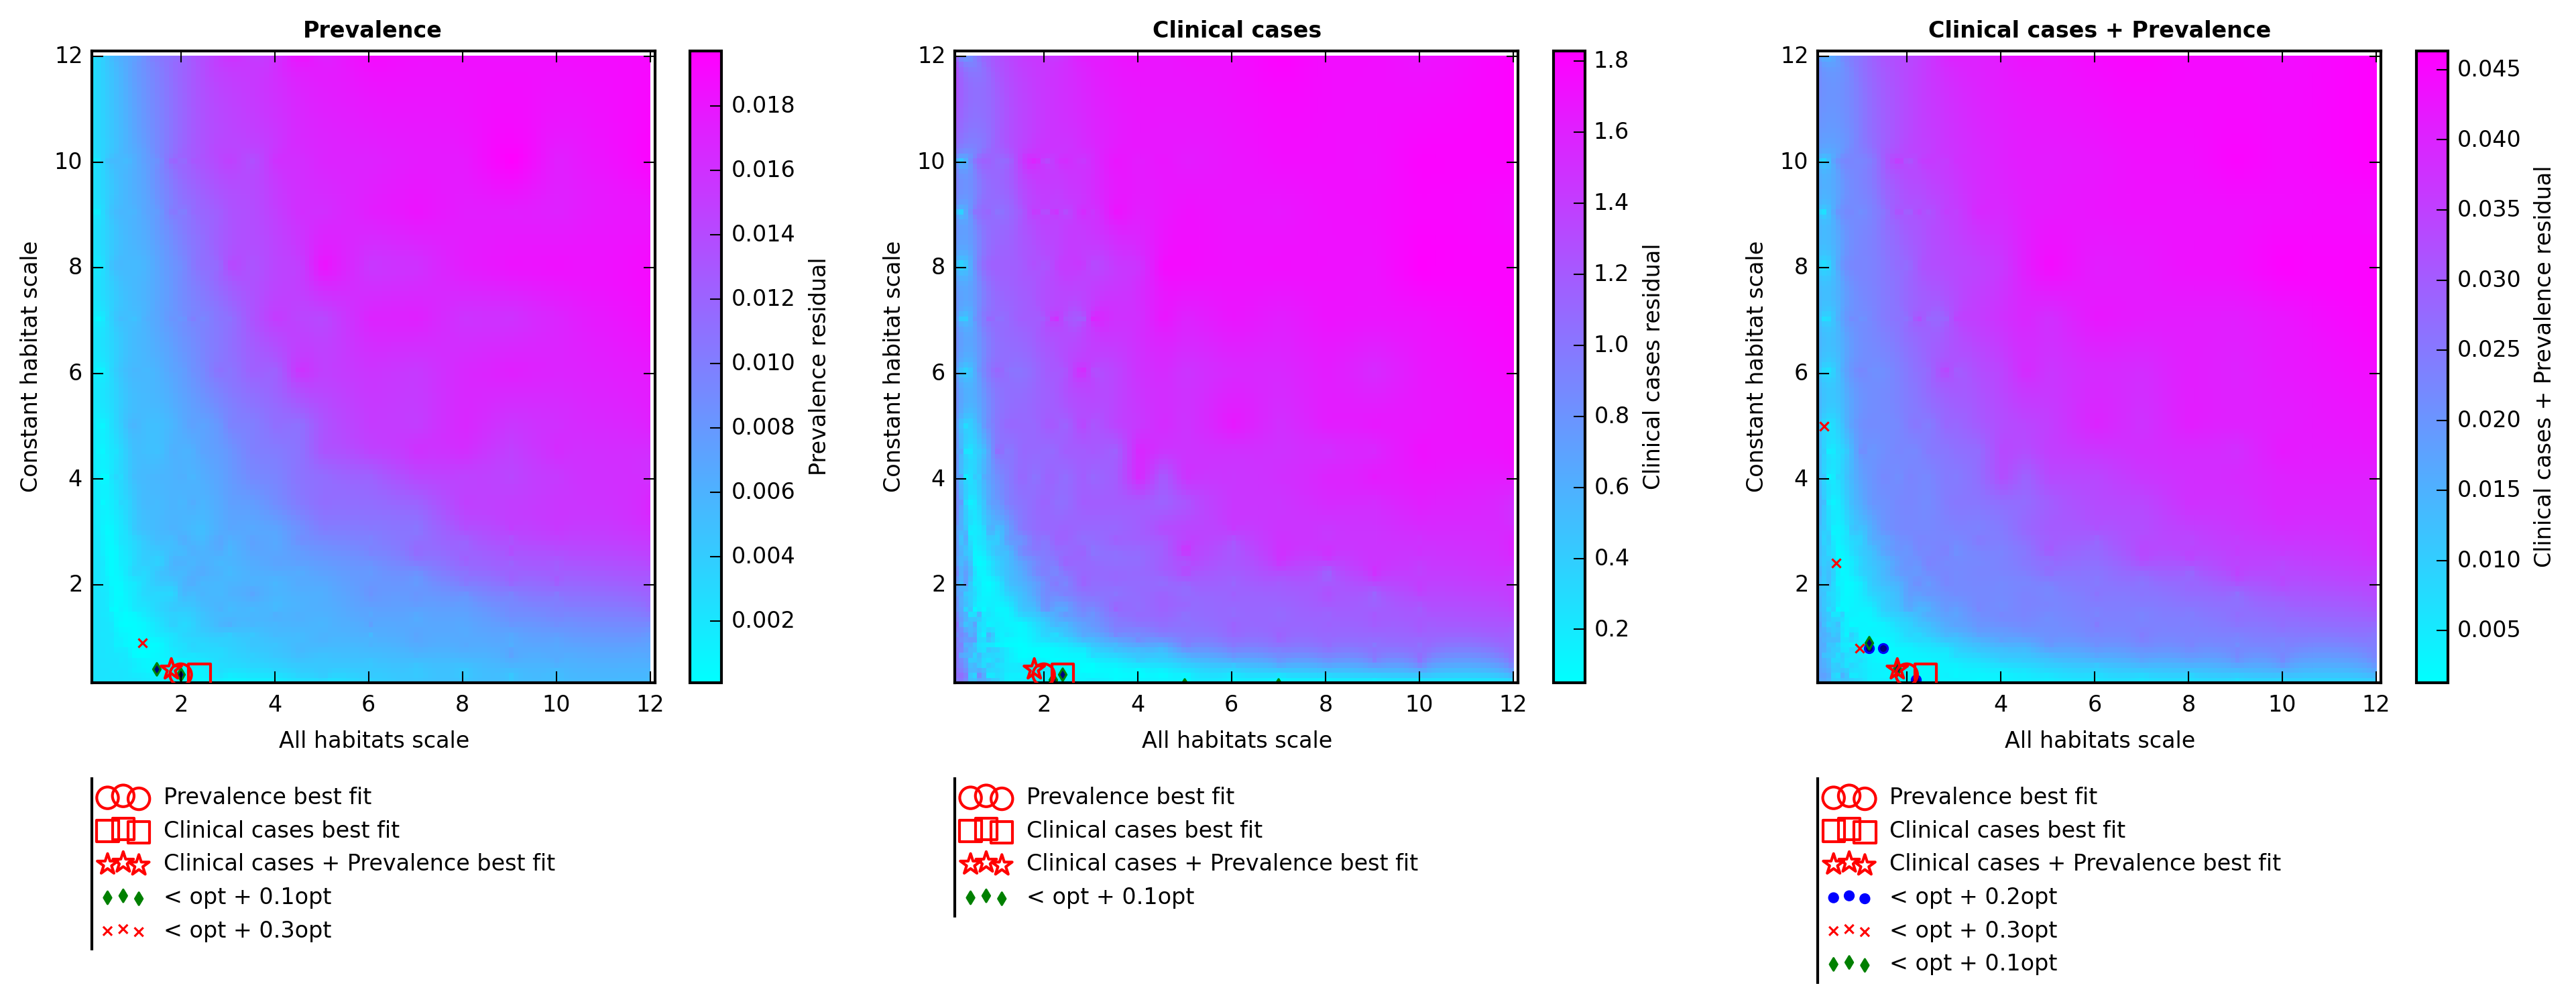 Prevalence
12
10
8
6
4
2
2 4 6 8 10 12
Constant habitat scale
All habitats scale
0.018
0.016
0.014
0.012
0.010
0.008
0.006
0.004
0.002
Prevalence residual
Prevalence best fit
Clinical cases best fit
Clinical cases + Prevalence best fit
< opt + 0.1opt
< opt + 0.3opt
Clinical cases
12
10
8
6
4
2
2 4 6 8 10 12
Constant habitat scale
All habitats scale
1.8
1.6
1.4
1.2
1.0
0.8
0.6
0.4
0.2
Clinical cases residual
Prevalence best fit
Clinical cases best fit
Clinical cases + Prevalence best fit
< opt + 0.1opt
Clinical cases + Prevalence
12
10
8
6
4
2
2 4 6 8 10 12
Constant habitat scale
All habitats scale
0.045
0.040
0.035
0.030
0.025
0.020
0.015
0.010
0.005
Clinical cases + Prevalence residual
Prevalence best fit
Clinical cases best fit
Clinical cases + Prevalence best fit
< opt + 0.2opt
< opt + 0.3opt
< opt + 0.1opt